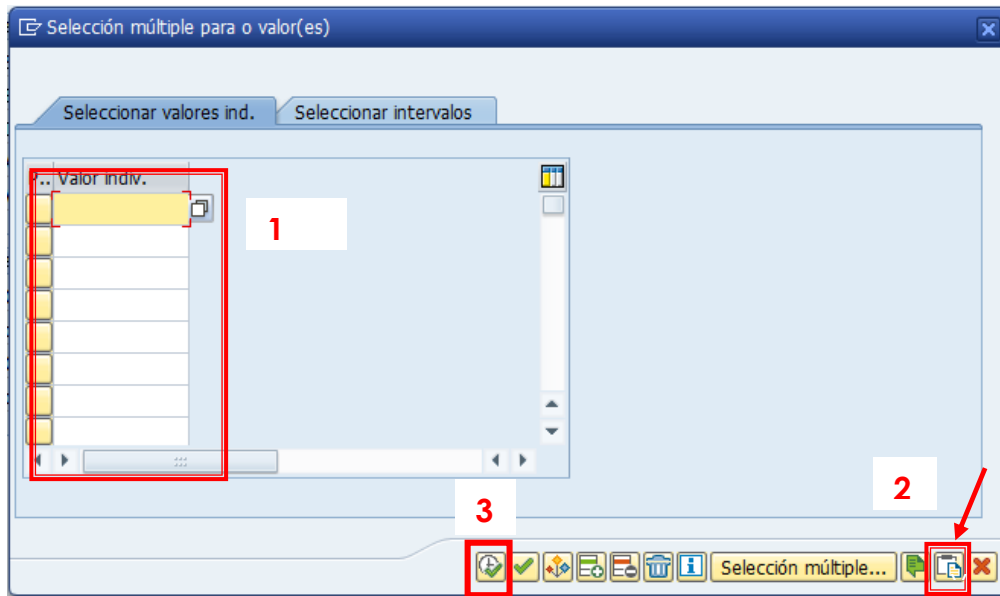 Selección múltiple para o valor(es)
Seleccionar valores ind.
Seleccionar intervalos
P.. Valor indiv.
1
2
3
Selección múltiple...